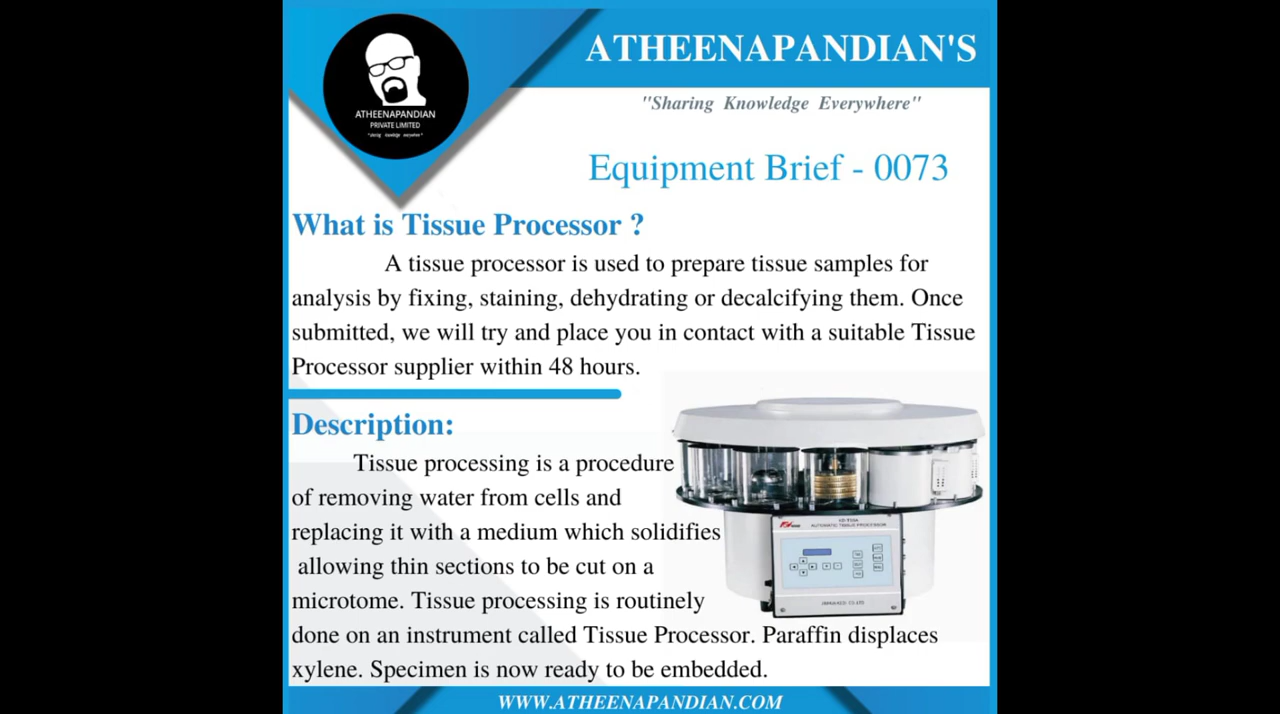 ATHEENAPANDIAN
PRIVATE LIMITED
"sharing knowledge everywhere"
ATHEENAPANDIAN'S
"Sharing Knowledge Everywhere"
Equipment Brief - 0073
What is Tissue Processor ?
A tissue processor is used to prepare tissue samples for
analysis by fixing, staining, dehydrating or decalcifying them. Once
submitted, we will try and place you in contact with a suitable Tissue
Processor supplier within 48 hours.
Description:
Tissue processing is a procedure
of removing water from cells and
replacing it with a medium which solidifies
allowing thin sections to be cut on a
microtome. Tissue processing is routinely
done on an instrument called Tissue Processor. Paraffin displaces
xylene. Specimen is now ready to be embedded.
AUTOMATIC TISSUE PROCESSOR
WWW.ATHEENAPANDIAN.COM